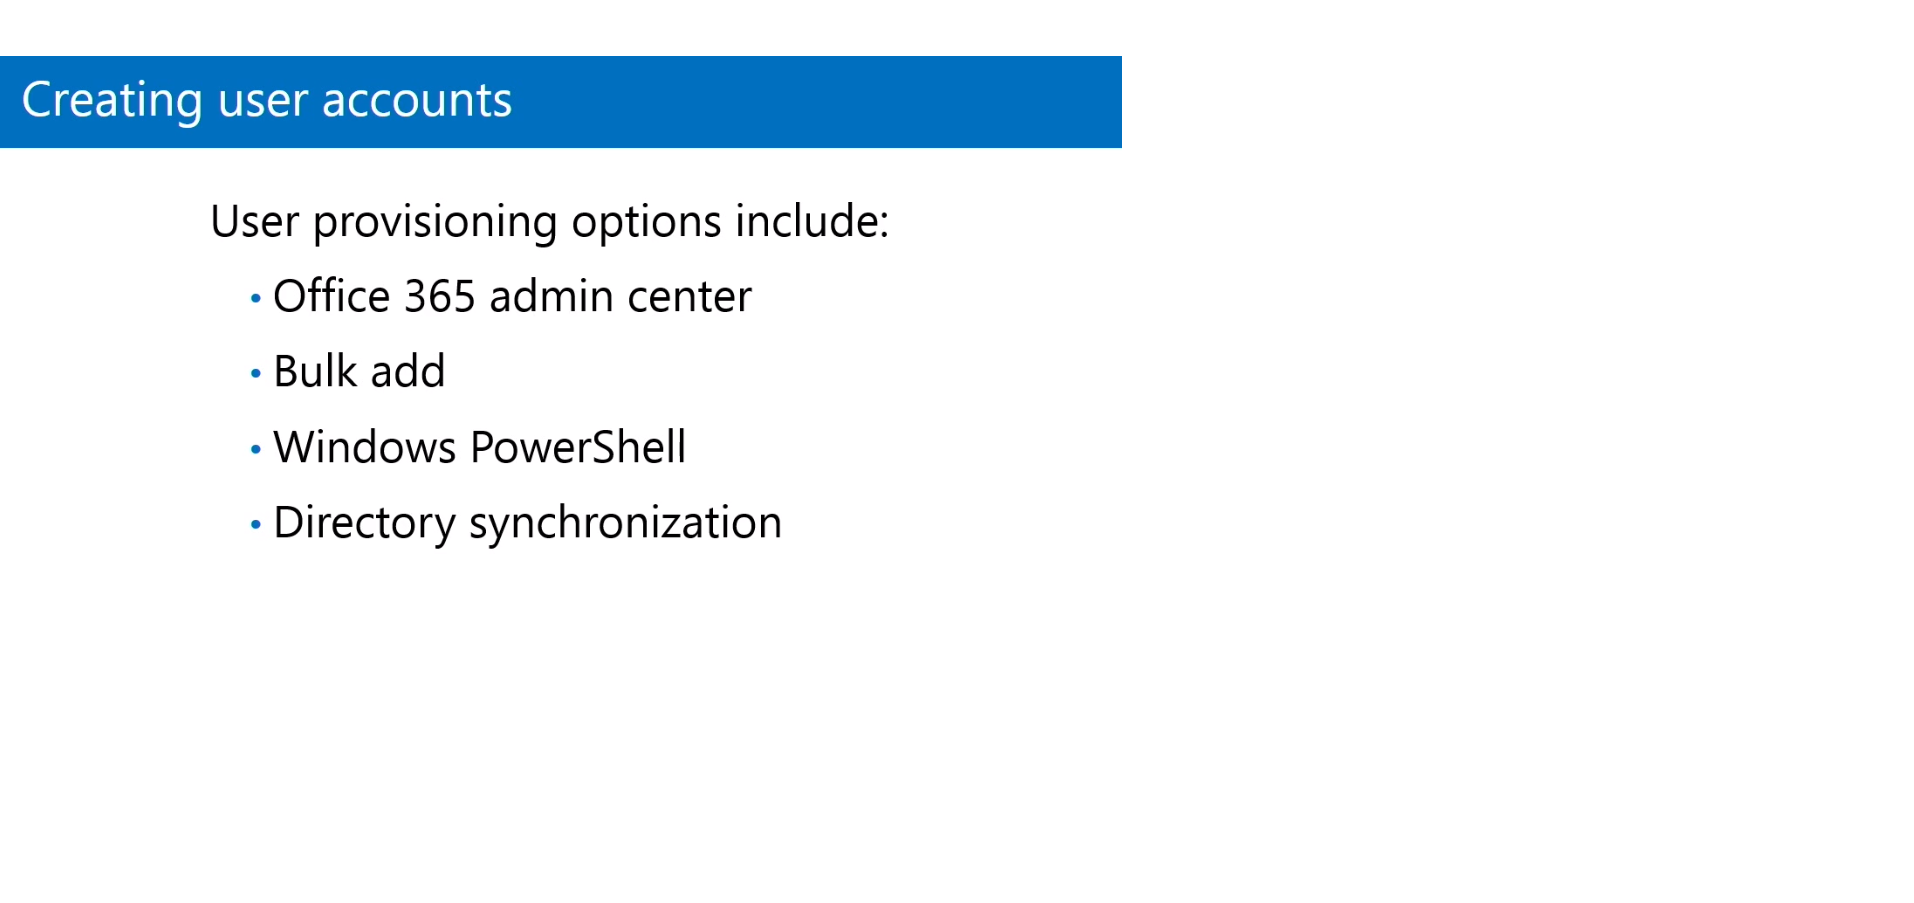 Creating user accounts
User provisioning options include:
• Office 365 admin center
• Bulk add
• Windows PowerShell
• Directory synchronization